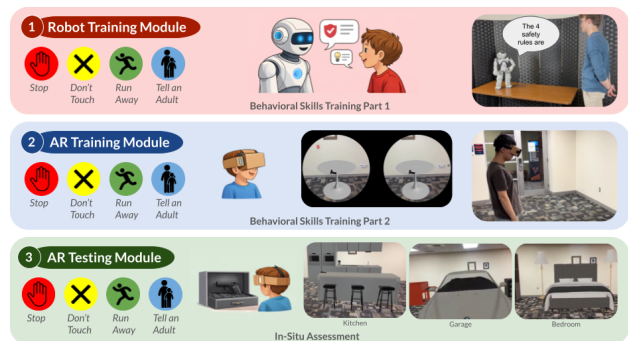 1 Robot Training Module
Stop
Don't
Touch
Run
Away
Tell an
Adult
Behavioral Skills Training Part 1
The 4
safety
rules are
2 AR Training Module
Stop
Don't
Touch
Run
Away
Tell an
Adult
Behavioral Skills Training Part 2
3 AR Testing Module
Stop
Don't
Touch
Run
Away
Tell an
Adult
Kitchen
Garage
Bedroom
In-Situ Assessment